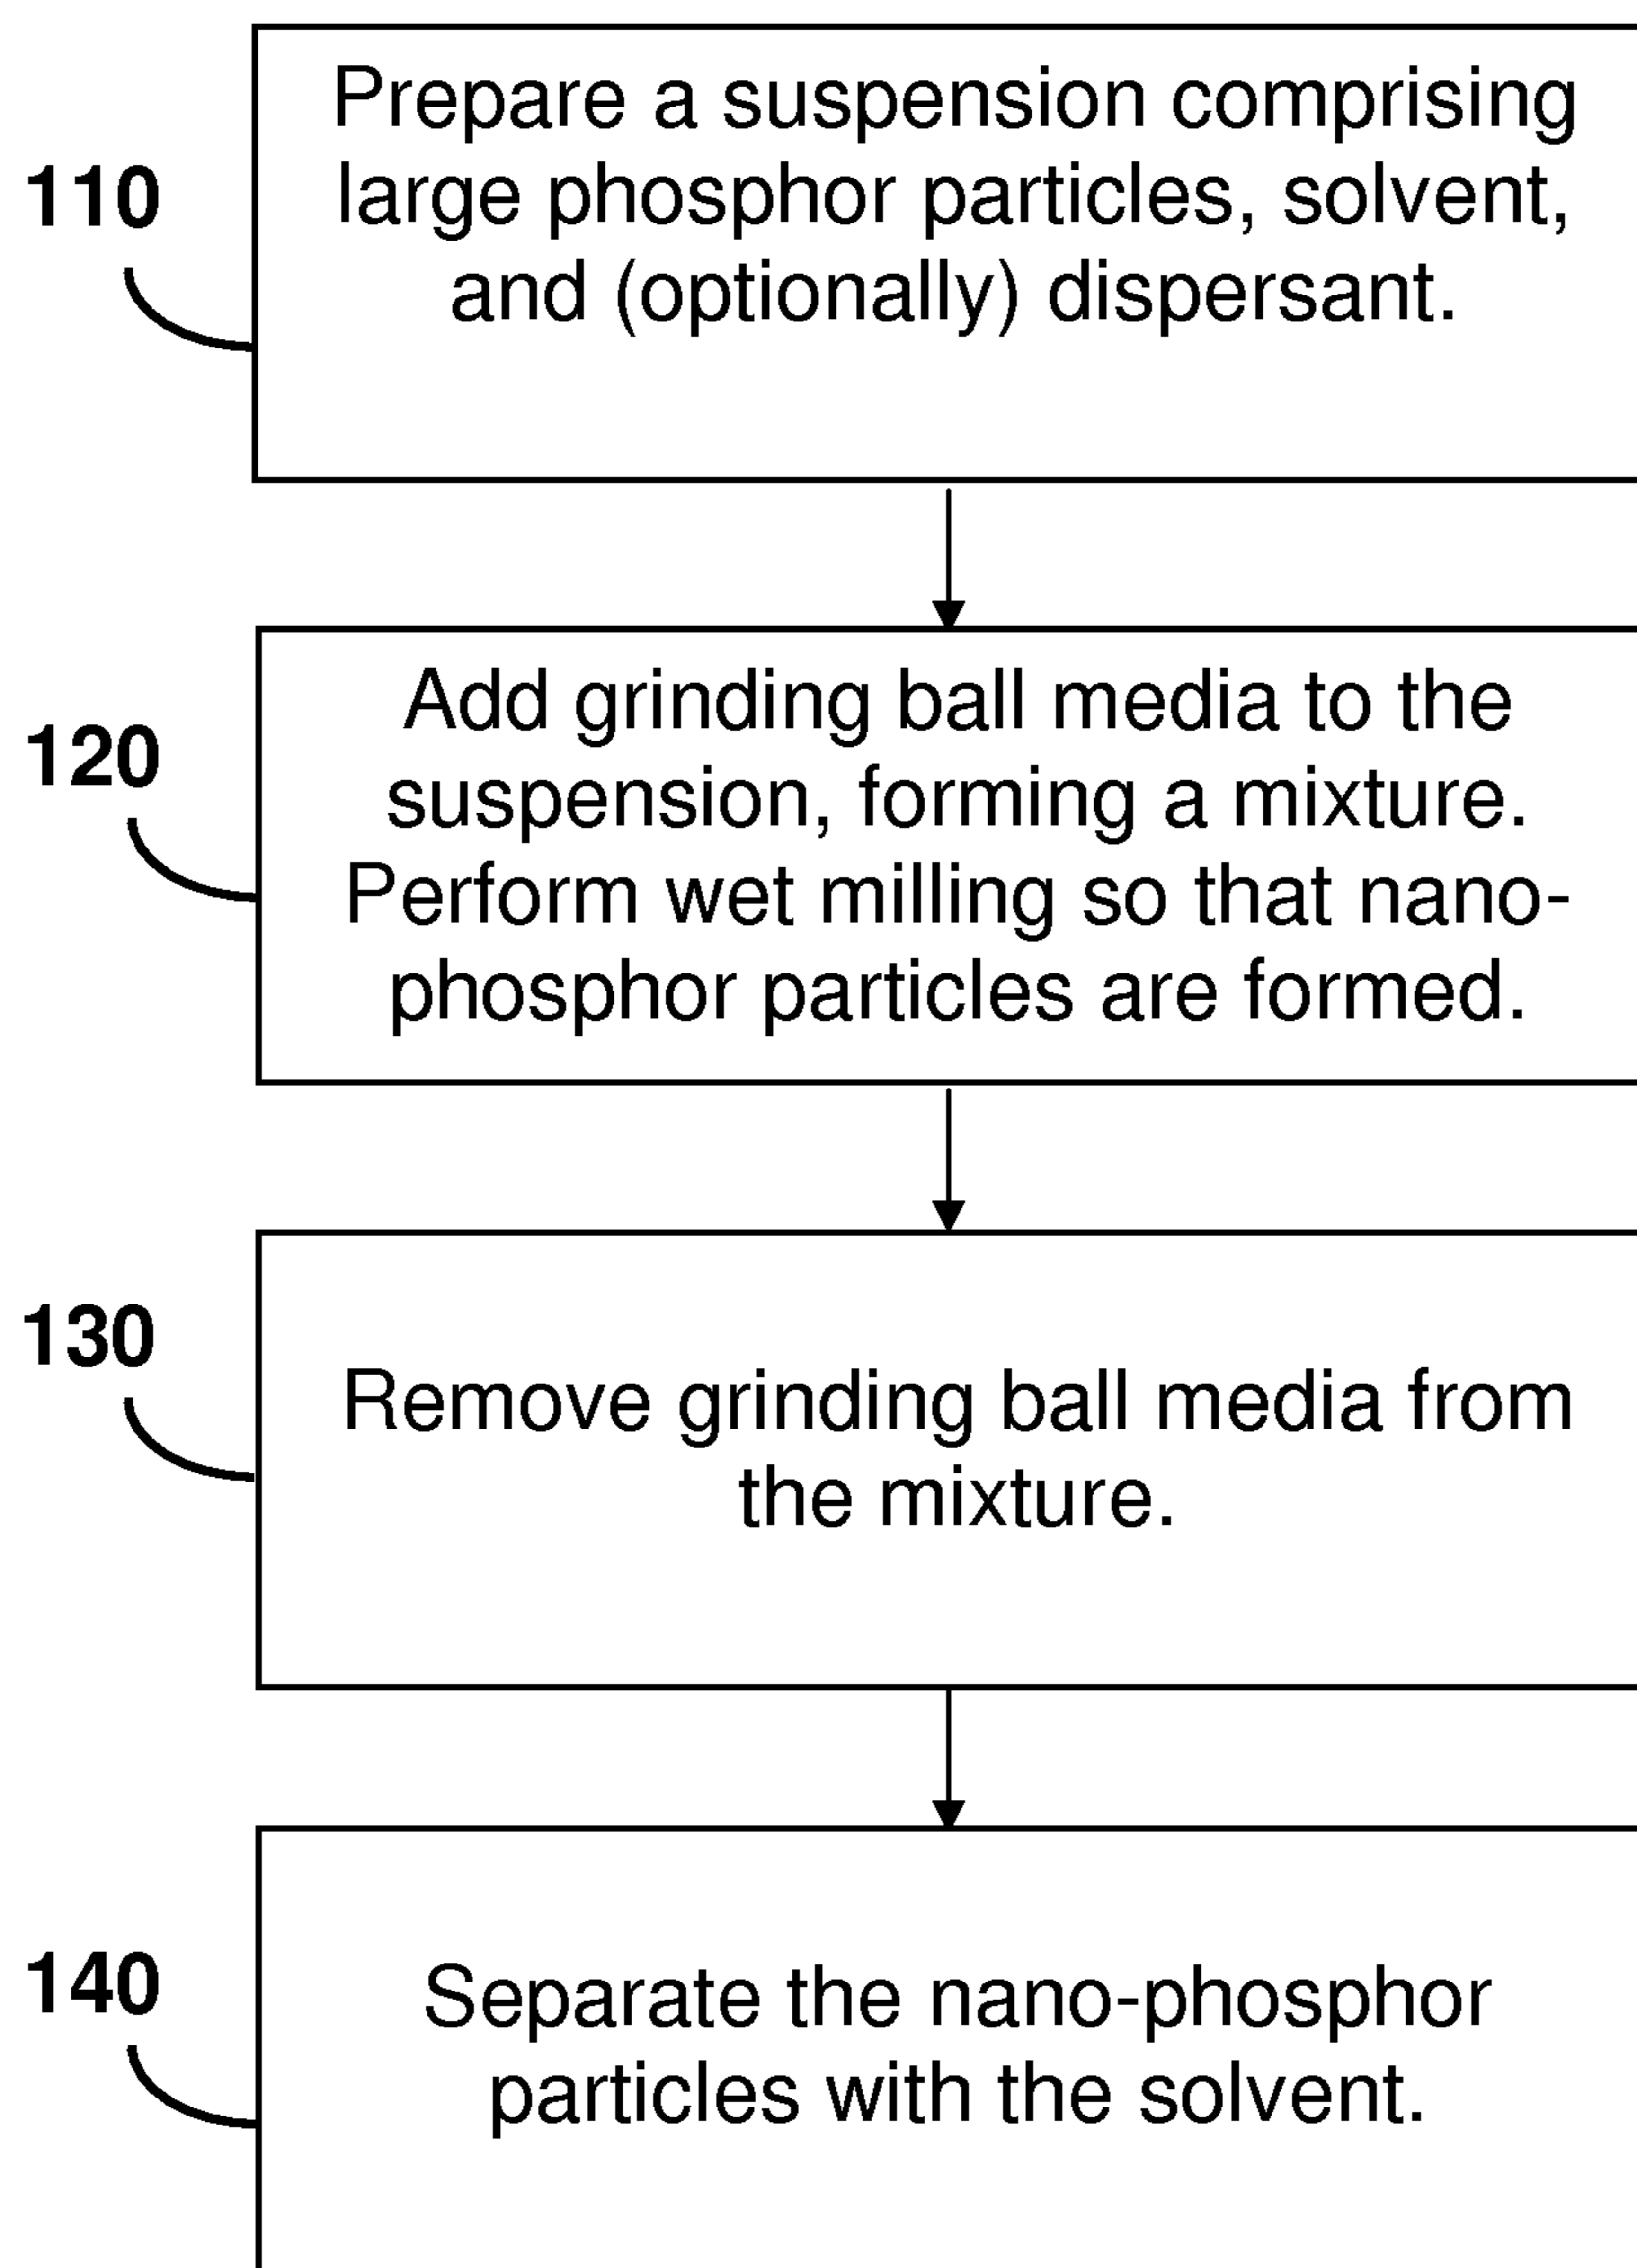 110
Prepare a suspension comprising
large phosphor particles, solvent,
and (optionally) dispersant.
120
Add grinding ball media to the
suspension, forming a mixture.
Perform wet milling so that nano-
phosphor particles are formed.
130
Remove grinding ball media from
the mixture.
140
Separate the nano-phosphor
particles with the solvent.